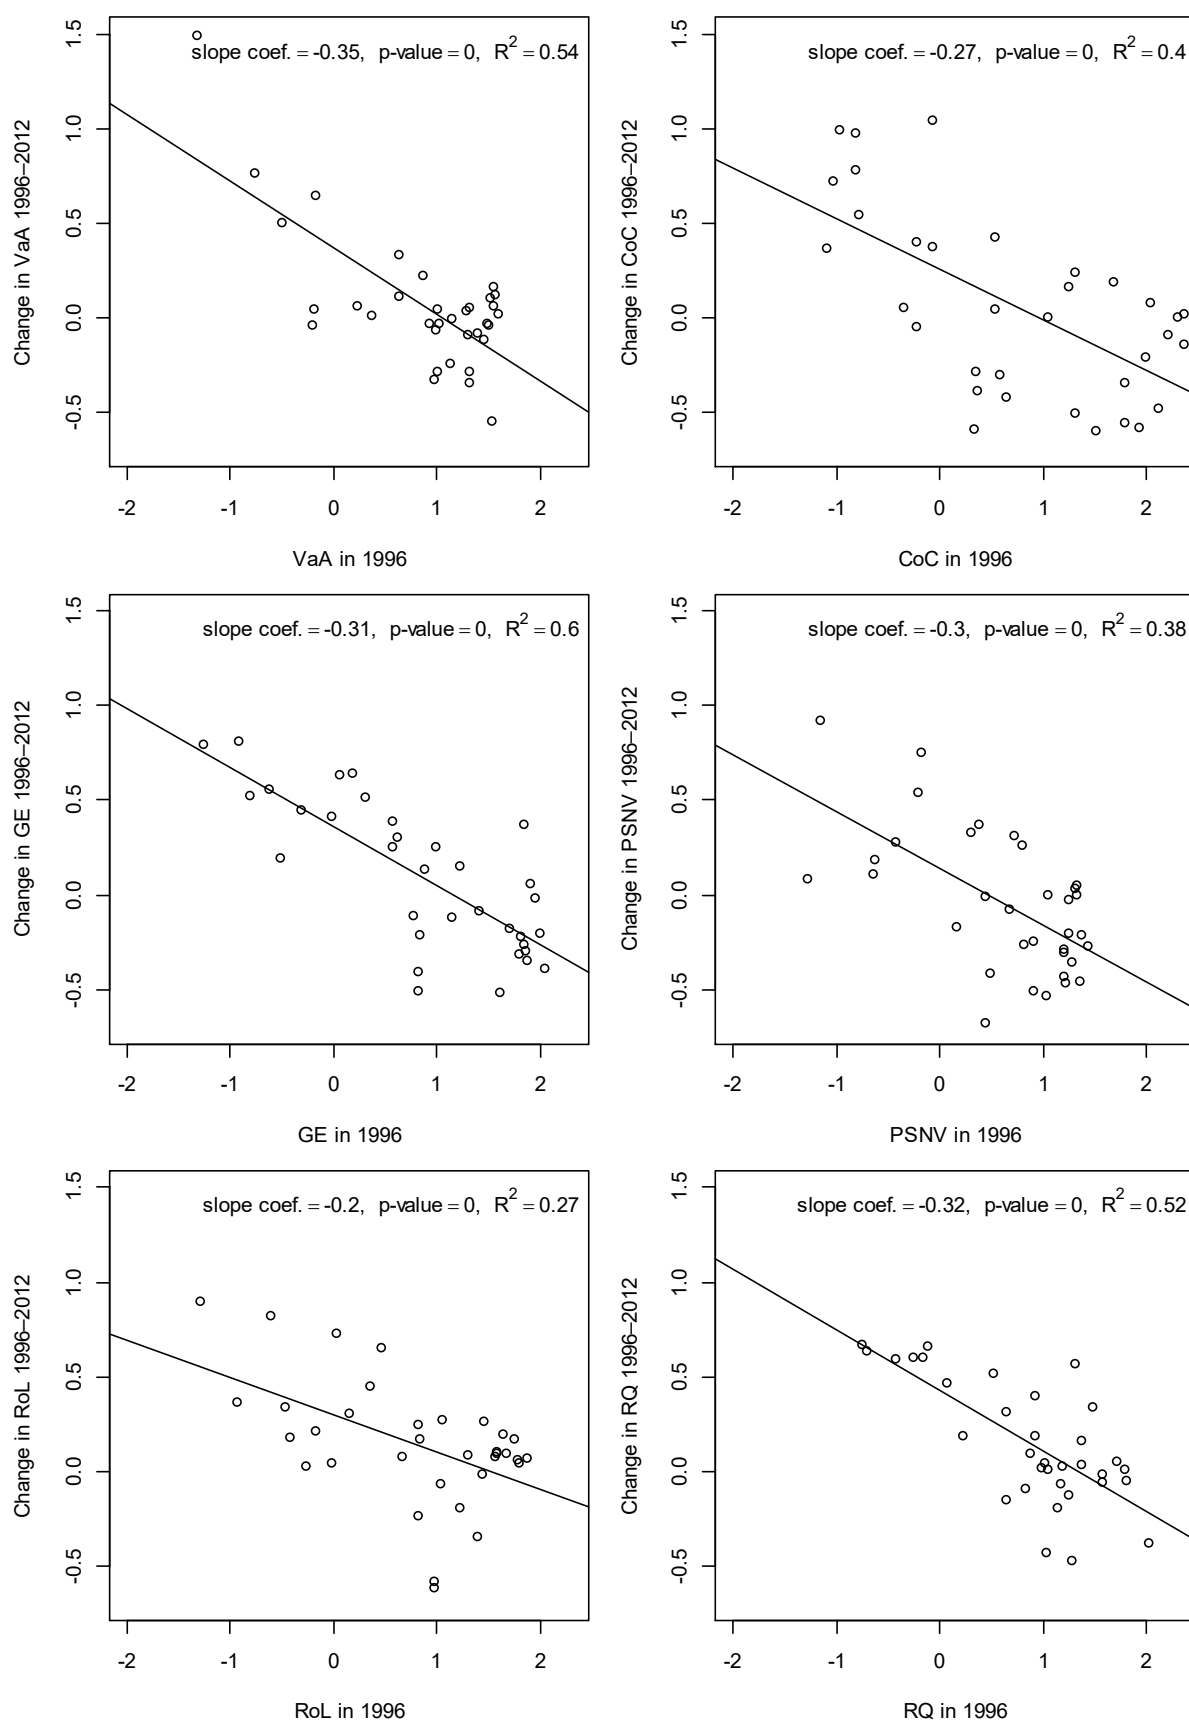 slope coef. = -0.35, p-value = 0, R² = 0.54
1.5
1.0
0.5
0.0
-0.5
Change in VaA 1996–2012
-2 -1 0 1 2
VaA in 1996
slope coef. = -0.27, p-value = 0, R² = 0.4
1.5
1.0
0.5
0.0
-0.5
Change in CoC 1996–2012
-2 -1 0 1 2
CoC in 1996
slope coef. = -0.31, p-value = 0, R² = 0.6
1.5
1.0
0.5
0.0
-0.5
Change in GE 1996–2012
-2 -1 0 1 2
GE in 1996
slope coef. = -0.3, p-value = 0, R² = 0.38
1.5
1.0
0.5
0.0
-0.5
Change in PSNV 1996–2012
-2 -1 0 1 2
PSNV in 1996
slope coef. = -0.2, p-value = 0, R² = 0.27
1.5
1.0
0.5
0.0
-0.5
Change in RoL 1996–2012
-2 -1 0 1 2
RoL in 1996
slope coef. = -0.32, p-value = 0, R² = 0.52
1.5
1.0
0.5
0.0
-0.5
Change in RQ 1996–2012
-2 -1 0 1 2
RQ in 1996